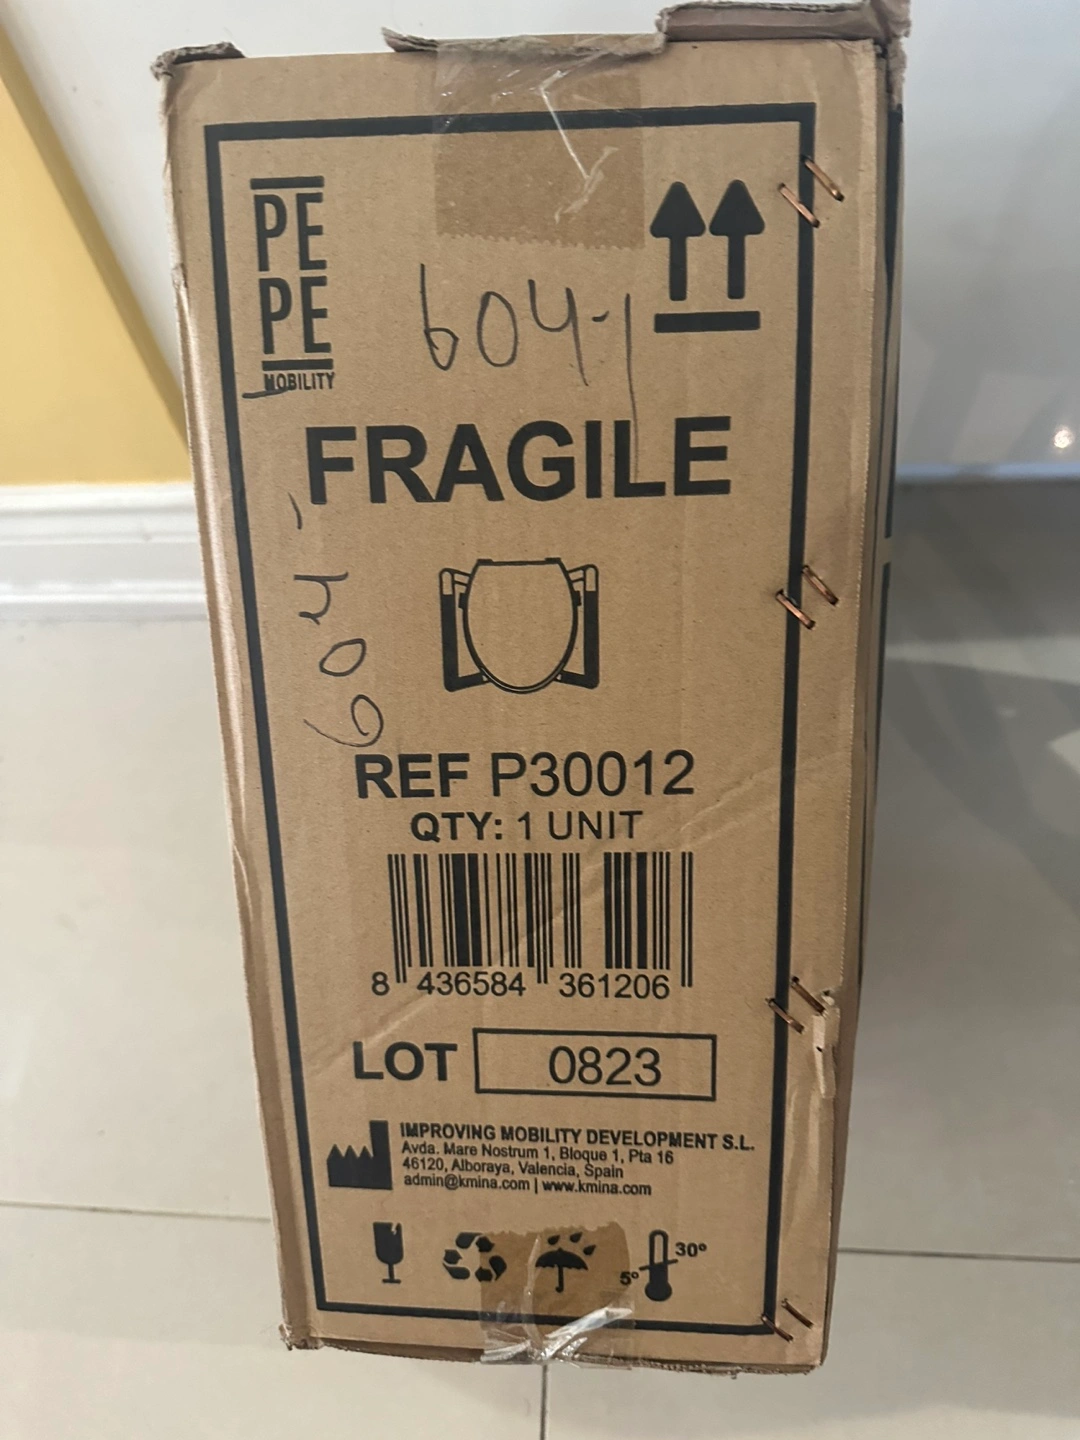 PE
PE
MOBILITY
604-1
FRAGILE
604-
REF P30012
QTY: 1 UNIT
8 436584 361206
LOT 0823
IMPROVING MOBILITY DEVELOPMENT S.L.
Avda. Mare Nostrum 1, Bloque 1, Pta 16
46120, Alboraya, Valencia, Spain
admin@kmina.com | www.kmina.com
5° 30°